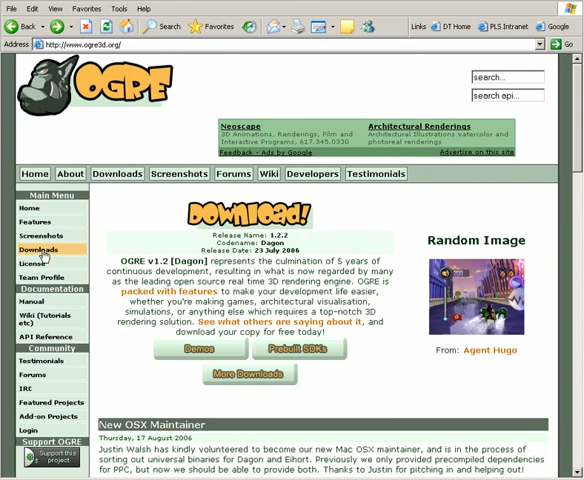 File Edit View Favorites Tools Help
Back Search Favorites Links DT Home PLS Intranet Google
Address http://www.ogre3d.org/ Go
OGRE
search...
search api...
Neoscape
3D Animations, Renderings, Film and
Interactive Programs, 617.345.0330
Architectural Renderings
Architectural Illustrations watercolor and
photoreal renderings
Feedback - Ads by Google
Advertise on this site
Home About Downloads Screenshots Forums Wiki Developers Testimonials
Main Menu
Home
Features
Screenshots
Downloads
License
Team Profile
Documentation
Manual
Wiki (Tutorials
etc)
API Reference
Community
Testimonials
Forums
IRC
Featured Projects
Add-on Projects
Login
Support OGRE
Support this
project
DOWNLOAD!
Release Name: 1.2.2
Codename: Dagon
Release Date: 23 July 2006
OGRE v1.2 [Dagon] represents the culmination of 5 years of
continuous development, resulting in what is now regarded by many
as the leading open source real time 3D rendering engine. OGRE is
packed with features to make your development life easier,
whether you're making games, architectural visualisation,
simulations, or anything else which requires a top-notch 3D
rendering solution. See what others are saying about it, and
download your copy for free today!
Demos
Prebuilt SDKs
More Downloads
Random Image
From: Agent Hugo
New OSX Maintainer
Thursday, 17 August 2006
Justin Walsh has kindly volunteered to become our new Mac OSX maintainer, and is in the process of
sorting out universal binaries for Dagon and Eihort. Previously we only provided precompiled dependencies
for PPC, but now we should be able to provide both. Thanks to Justin for pitching in and helping out!